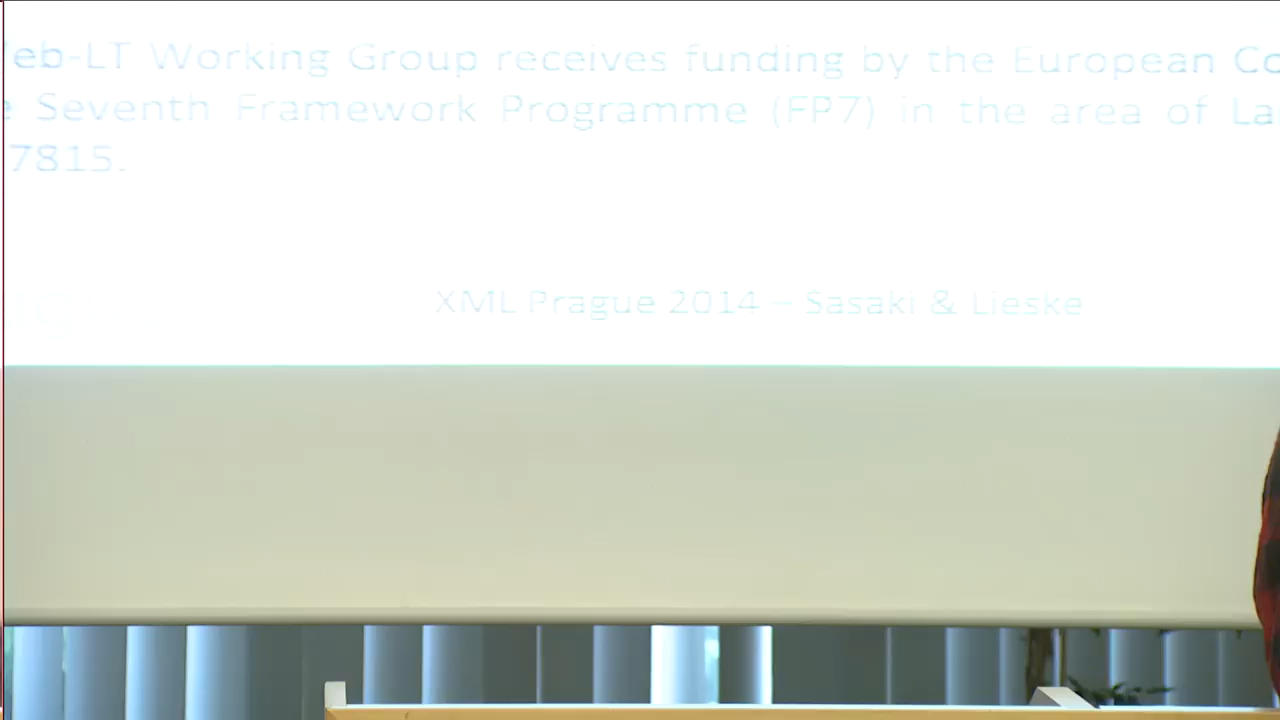 eb-LT Working Group receives funding by the European Co
e Seventh Framework Programme (FP7) in the area of La
7815.
XML Prague 2014 – Sasaki & Lieske